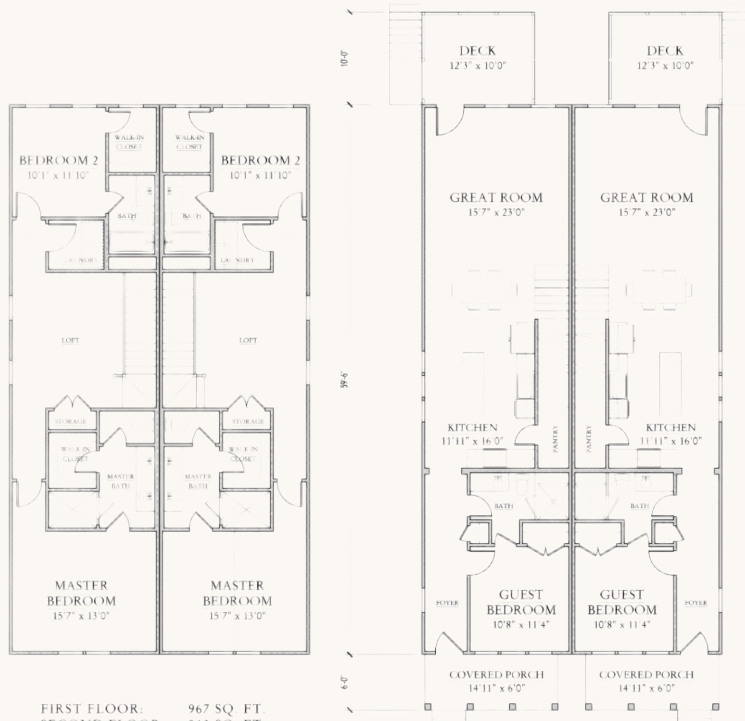 DECK
12'3" x 10'0"
DECK
12'3" x 10'0"
10'-0"
WALK-IN
CLOSET
WALK-IN
CLOSET
BEDROOM 2
10'1" x 11'10"
BEDROOM 2
10'1" x 11'10"
BATH
BATH
LAUNDRY
LAUNDRY
GREAT ROOM
15'7" x 23'0"
GREAT ROOM
15'7" x 23'0"
LOFT
LOFT
59'-6"
STORAGE
STORAGE
WALK-IN
CLOSET
WALK-IN
CLOSET
MASTER
BATH
MASTER
BATH
KITCHEN
11'11" x 16'0"
PANTRY
PANTRY
KITCHEN
11'11" x 16'0"
BATH
BATH
MASTER
BEDROOM
15'7" x 13'0"
MASTER
BEDROOM
15'7" x 13'0"
FOYER
GUEST
BEDROOM
10'8" x 11'4"
GUEST
BEDROOM
10'8" x 11'4"
FOYER
6'-0"
COVERED PORCH
14'11" x 6'0"
COVERED PORCH
14'11" x 6'0"
FIRST FLOOR: 967 SQ. FT.